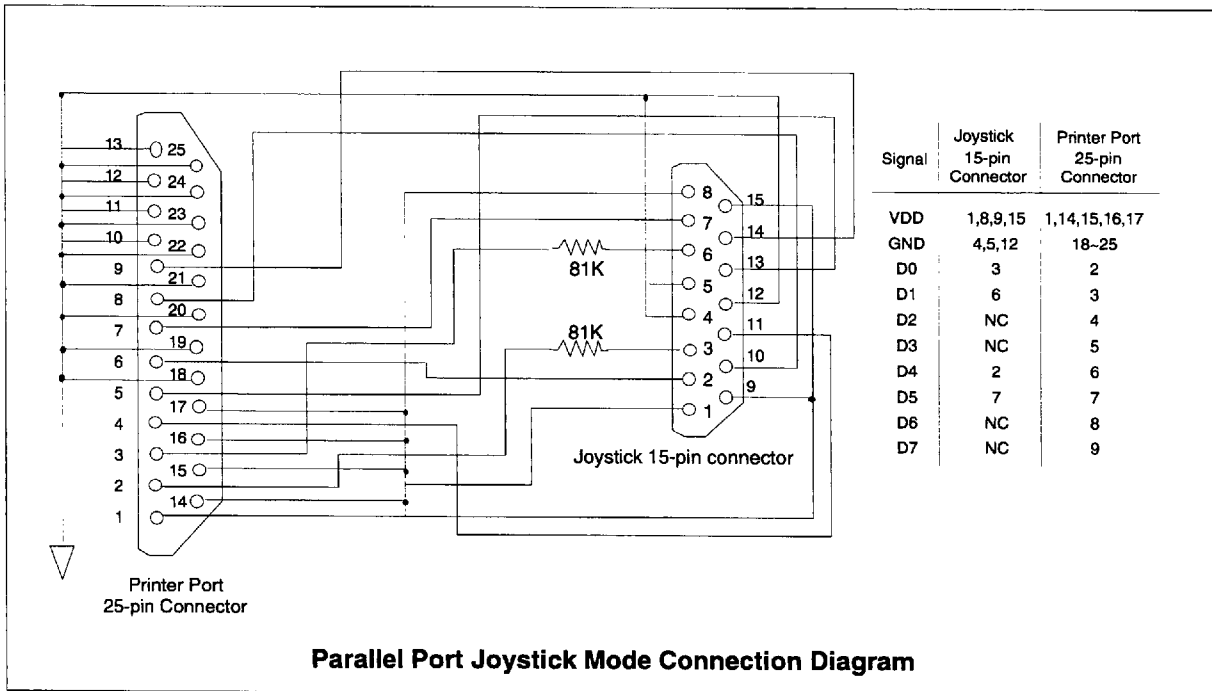 13
25
12
24
11
23
10
22
9
21
8
20
7
19
6
18
5
17
4
16
3
15
2
14
1
Printer Port
25-pin Connector
81K
81K
8
15
7
14
6
13
5
12
4
11
3
10
2
9
1
Joystick 15-pin connector
Signal Joystick 15-pin Connector Printer Port 25-pin Connector
VDD 1,8,9,15 1,14,15,16,17
GND 4,5,12 18~25
D0 3 2
D1 6 3
D2 NC 4
D3 NC 5
D4 2 6
D5 7 7
D6 NC 8
D7 NC 9
Parallel Port Joystick Mode Connection Diagram